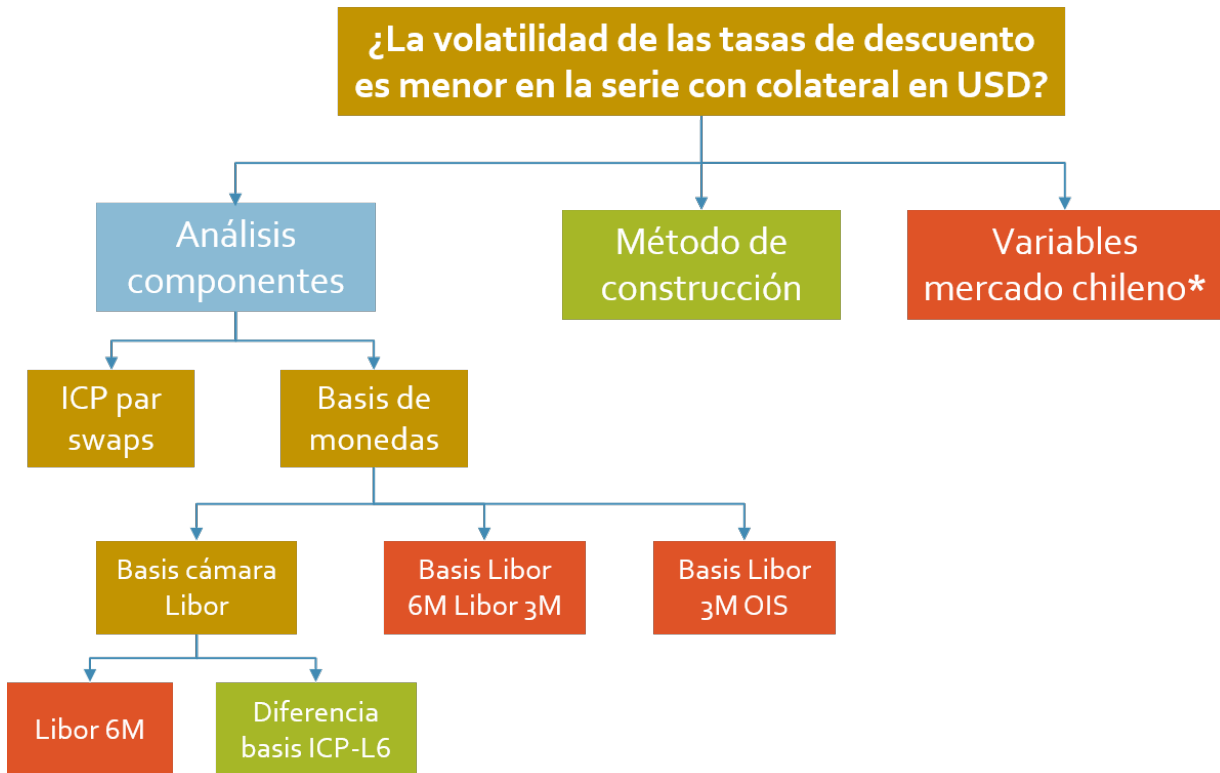 ¿La volatilidad de las tasas de descuento
es menor en la serie con colateral en USD?
Análisis
componentes
Método de
construcción
Variables
mercado chileno*
ICP par
swaps
Basis de
monedas
Basis cámara
Libor
Basis Libor
6M Libor 3M
Basis Libor
3M OIS
Libor 6M
Diferencia
basis ICP-L6